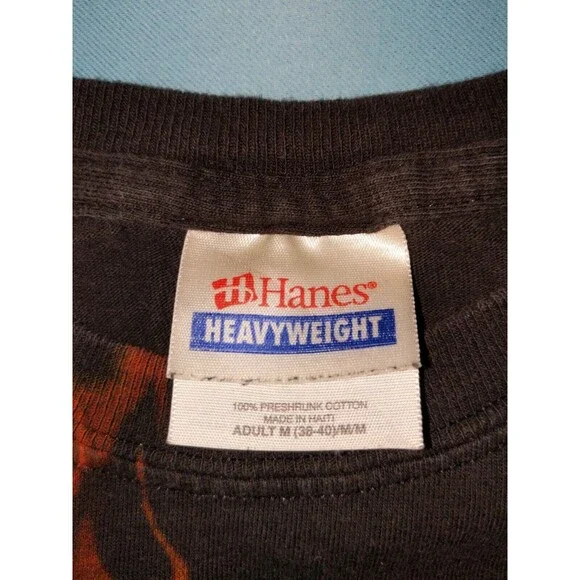 Hanes®
HEAVYWEIGHT
100% PRESHRUNK COTTON
MADE IN HAITI
ADULT M (38-40)/M/M